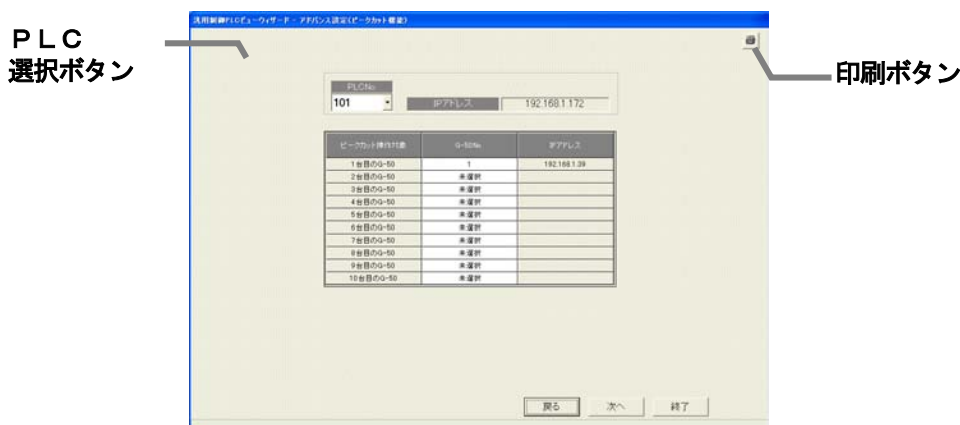 汎用制御PLCビューウィザード - アドバンス設定(ピークカット機能)
PLC
選択ボタン
印刷ボタン
PLCNo
101
IPアドレス
192.168.1.172
ピークカット操作対象 G-50No IPアドレス
1台目のG-50 1 192.168.1.39
2台目のG-50 未選択
3台目のG-50 未選択
4台目のG-50 未選択
5台目のG-50 未選択
6台目のG-50 未選択
7台目のG-50 未選択
8台目のG-50 未選択
9台目のG-50 未選択
10台目のG-50 未選択
戻る 次へ 終了